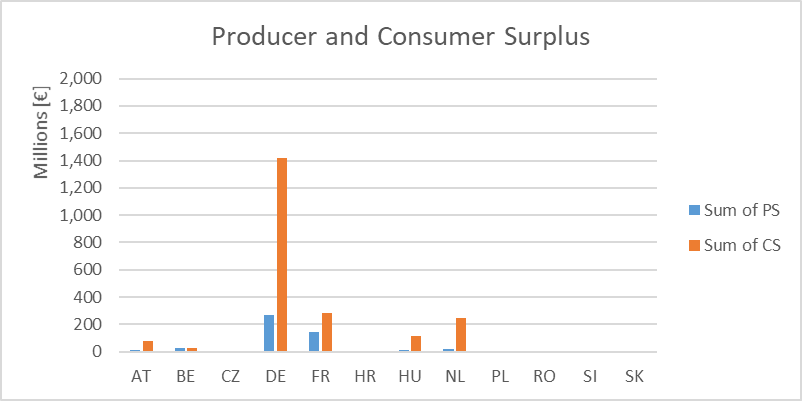 Producer and Consumer Surplus
Millions [€]
2,000
1,800
1,600
1,400
1,200
1,000
800
600
400
200
0
AT BE CZ DE FR HR HU NL PL RO SI SK
Sum of PS
Sum of CS